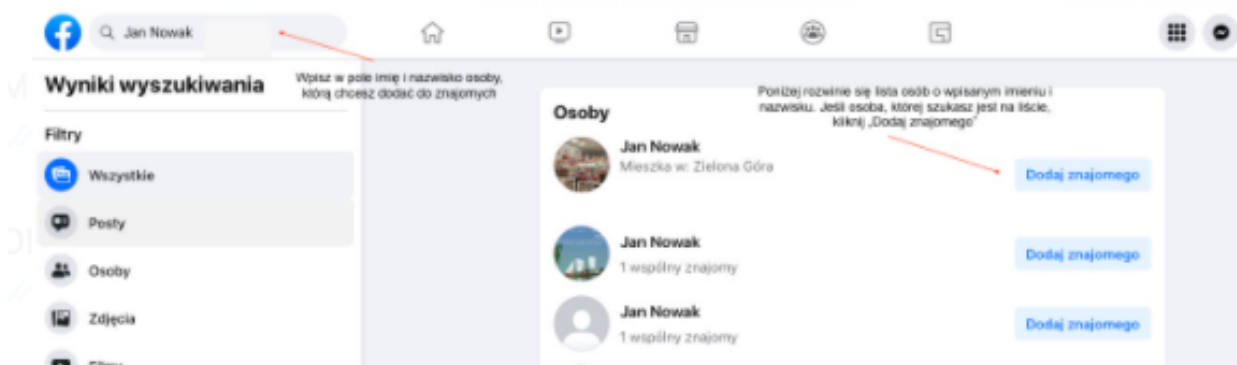 Jan Nowak
Wyniki wyszukiwania
Wpisz w pole imię i nazwisko osoby,
którą chcesz dodać do znajomych
Filtry
Wszystkie
Posty
Osoby
Zdjęcia
Filmy
Poniżej rozwinie się lista osób o wpisanym imieniu i
nazwisku. Jeśli osoba, której szukasz jest na liście,
kliknij „Dodaj znajomego”
Osoby
Jan Nowak
Mieszka w: Zielona Góra
Dodaj znajomego
Jan Nowak
1 wspólny znajomy
Dodaj znajomego
Jan Nowak
1 wspólny znajomy
Dodaj znajomego